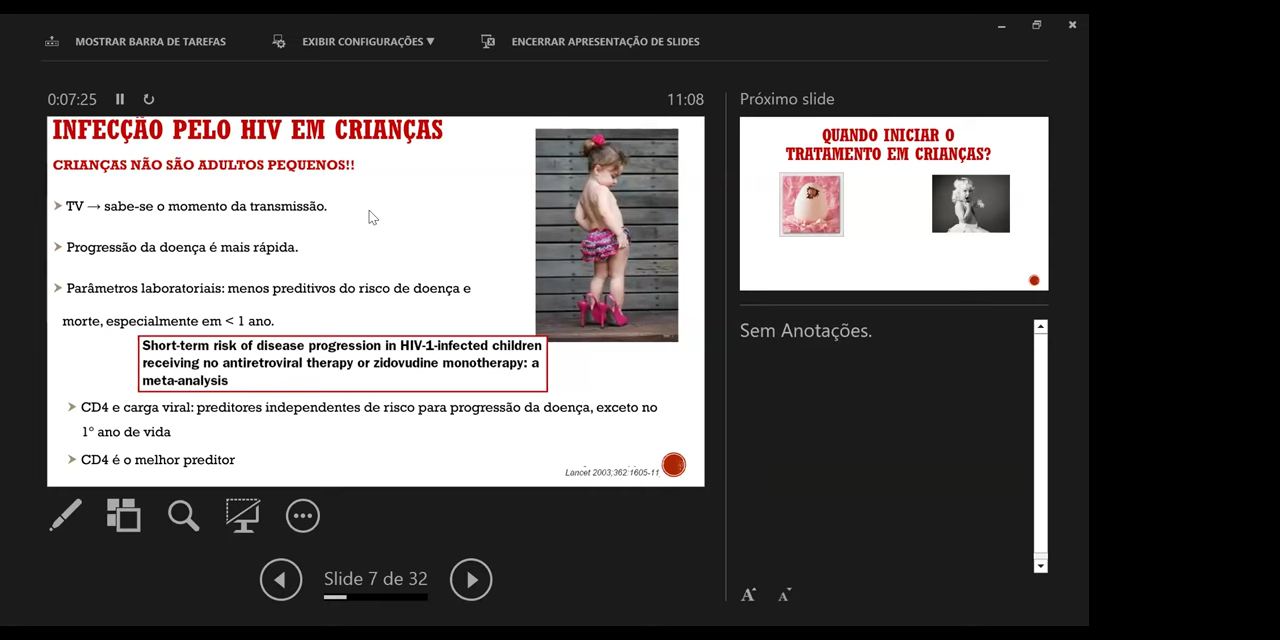 MOSTRAR BARRA DE TAREFAS
EXIBIR CONFIGURAÇÕES ▼
ENCERRAR APRESENTAÇÃO DE SLIDES
0:07:25
11:08
INFECÇÃO PELO HIV EM CRIANÇAS
CRIANÇAS NÃO SÃO ADULTOS PEQUENOS!!
TV → sabe-se o momento da transmissão.
Progressão da doença é mais rápida.
Parâmetros laboratoriais: menos preditivos do risco de doença e
morte, especialmente em < 1 ano.
Short-term risk of disease progression in HIV-1-infected children
receiving no antiretroviral therapy or zidovudine monotherapy: a
meta-analysis
CD4 e carga viral: preditores independentes de risco para progressão da doença, exceto no
1º ano de vida
CD4 é o melhor preditor
Lancet 2003;362:1605-11
Slide 7 de 32
Próximo slide
QUANDO INICIAR O
TRATAMENTO EM CRIANÇAS?
Sem Anotações.
A A